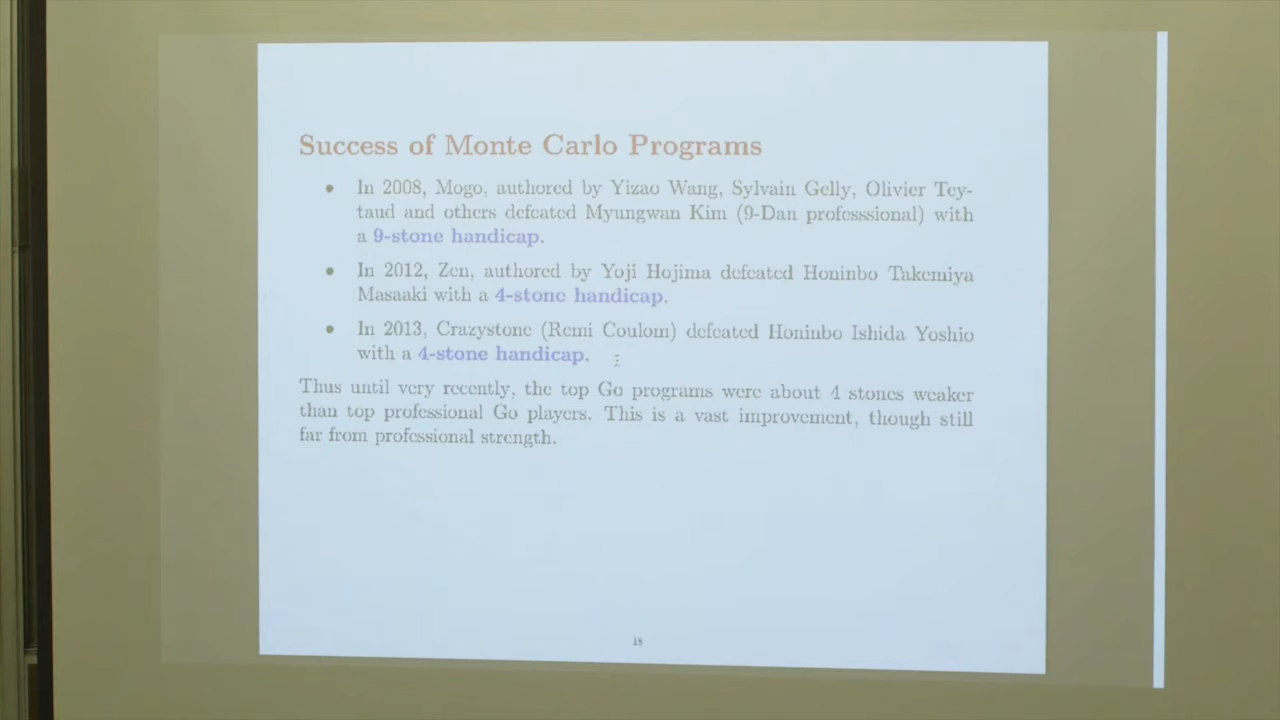 Success of Monte Carlo Programs
• In 2008, Mogo, authored by Yizao Wang, Sylvain Gelly, Olivier Tey-
taud and others defeated Myungwan Kim (9-Dan professsional) with
a 9-stone handicap.
• In 2012, Zen, authored by Yoji Hojima defeated Honinbo Takemiya
Masaaki with a 4-stone handicap.
• In 2013, Crazystone (Remi Coulom) defeated Honinbo Ishida Yoshio
with a 4-stone handicap.
Thus until very recently, the top Go programs were about 4 stones weaker
than top professional Go players. This is a vast improvement, though still
far from professional strength.
18